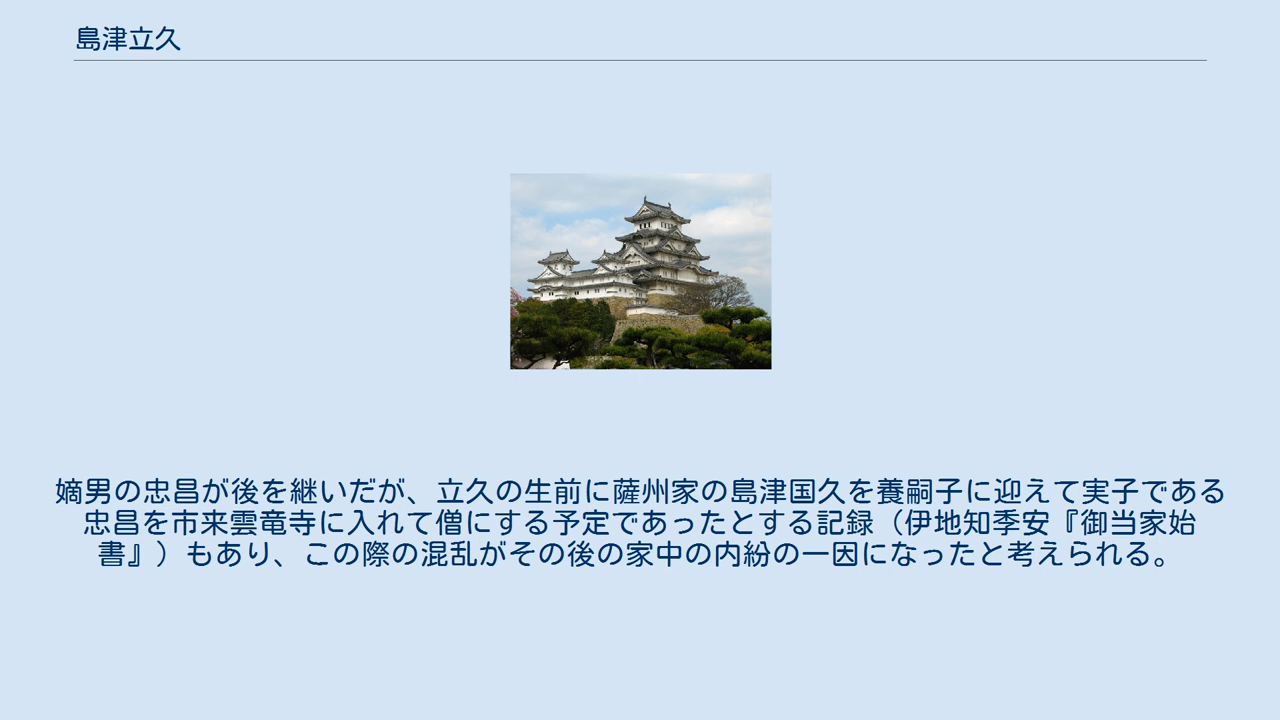 島津立久
嫡男の忠昌が後を継いだが、立久の生前に薩州家の島津国久を養嗣子に迎えて実子である
忠昌を市来雲竜寺に入れて僧にする予定であったとする記録（伊地知季安『御当家始
書』）もあり、この際の混乱がその後の家中の内紛の一因になったと考えられる。